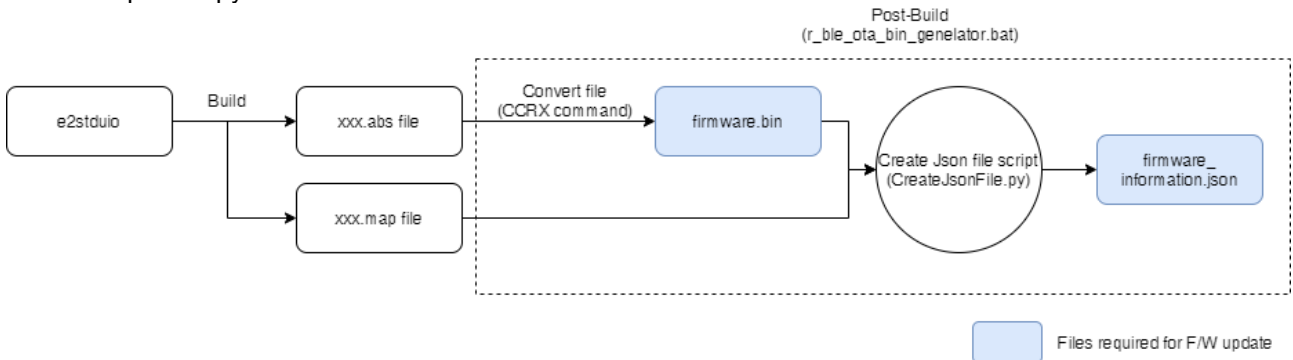 Post-Build
(r_ble_ota_bin_genelator.bat)
e2stduio
Build
xxx.abs file
Convert file
(CCRX command)
firmware.bin
Create Json file script
(CreateJsonFile.py)
firmware_
information.json
xxx.map file
Files required for F/W update